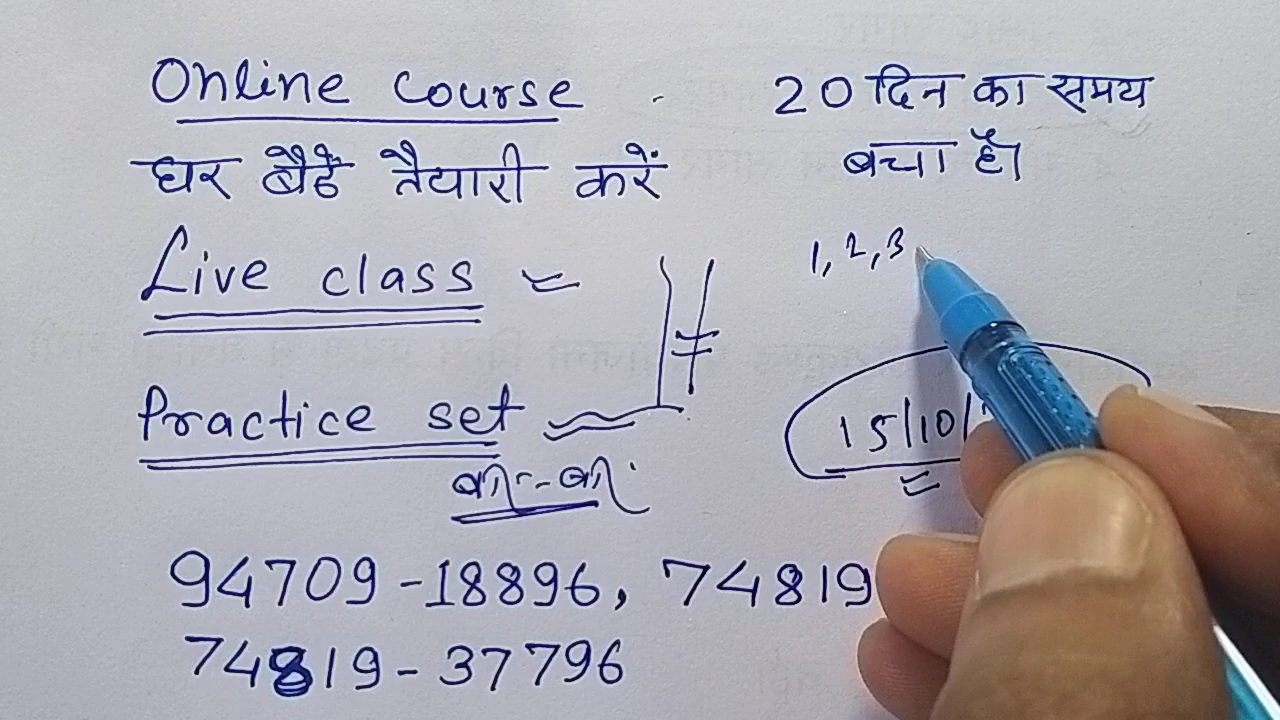 Online course
20 दिन का समय
घर बैठे तैयारी करें
बचा है।
Live class
1, 2, 3
Practice set
15/10/
94709-18896, 74819
74819-37796